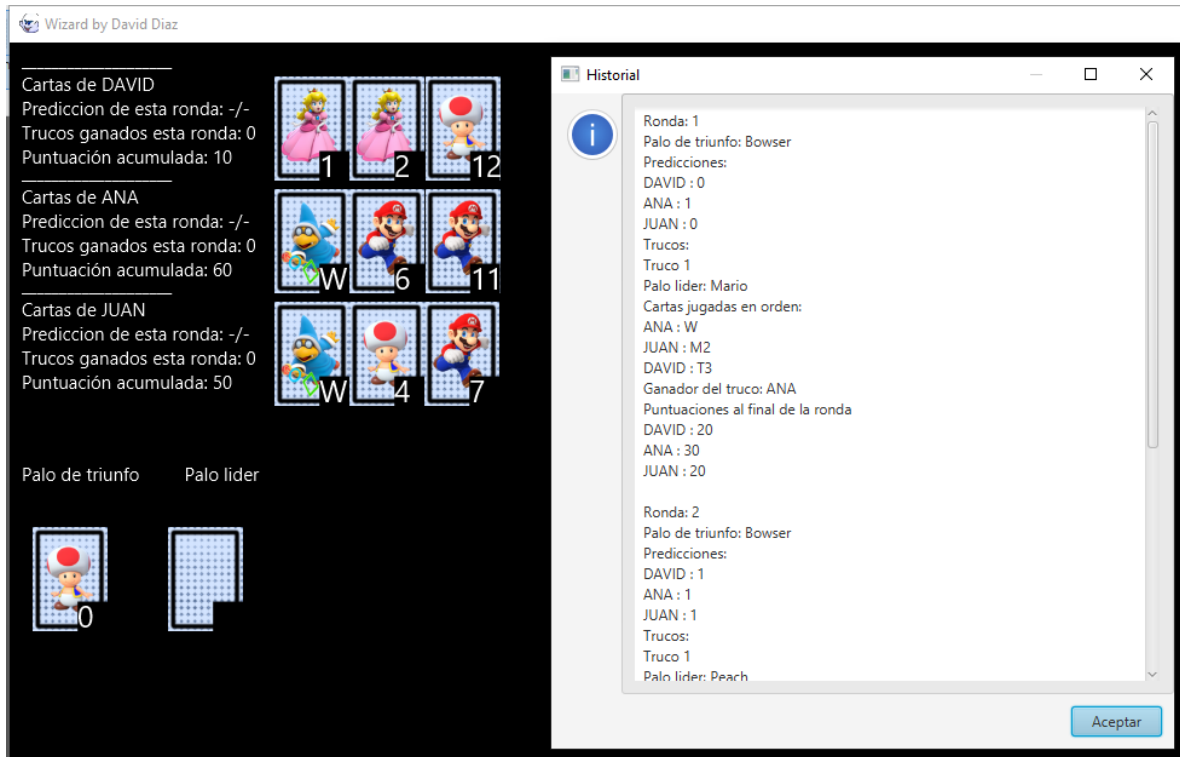 Wizard by David Diaz
Cartas de DAVID
Prediccion de esta ronda: -/-
Trucos ganados esta ronda: 0
Puntuación acumulada: 10
1
2
12
Cartas de ANA
Prediccion de esta ronda: -/-
Trucos ganados esta ronda: 0
Puntuación acumulada: 60
W
6
11
Cartas de JUAN
Prediccion de esta ronda: -/-
Trucos ganados esta ronda: 0
Puntuación acumulada: 50
W
4
7
Palo de triunfo
Palo lider
0
Historial
i
Ronda: 1
Palo de triunfo: Bowser
Predicciones:
DAVID : 0
ANA : 1
JUAN : 0
Trucos:
Truco 1
Palo lider: Mario
Cartas jugadas en orden:
ANA : W
JUAN : M2
DAVID : T3
Ganador del truco: ANA
Puntuaciones al final de la ronda
DAVID : 20
ANA : 30
JUAN : 20
Ronda: 2
Palo de triunfo: Bowser
Predicciones:
DAVID : 1
ANA : 1
JUAN : 1
Trucos:
Truco 1
Palo lider: Peach
Aceptar